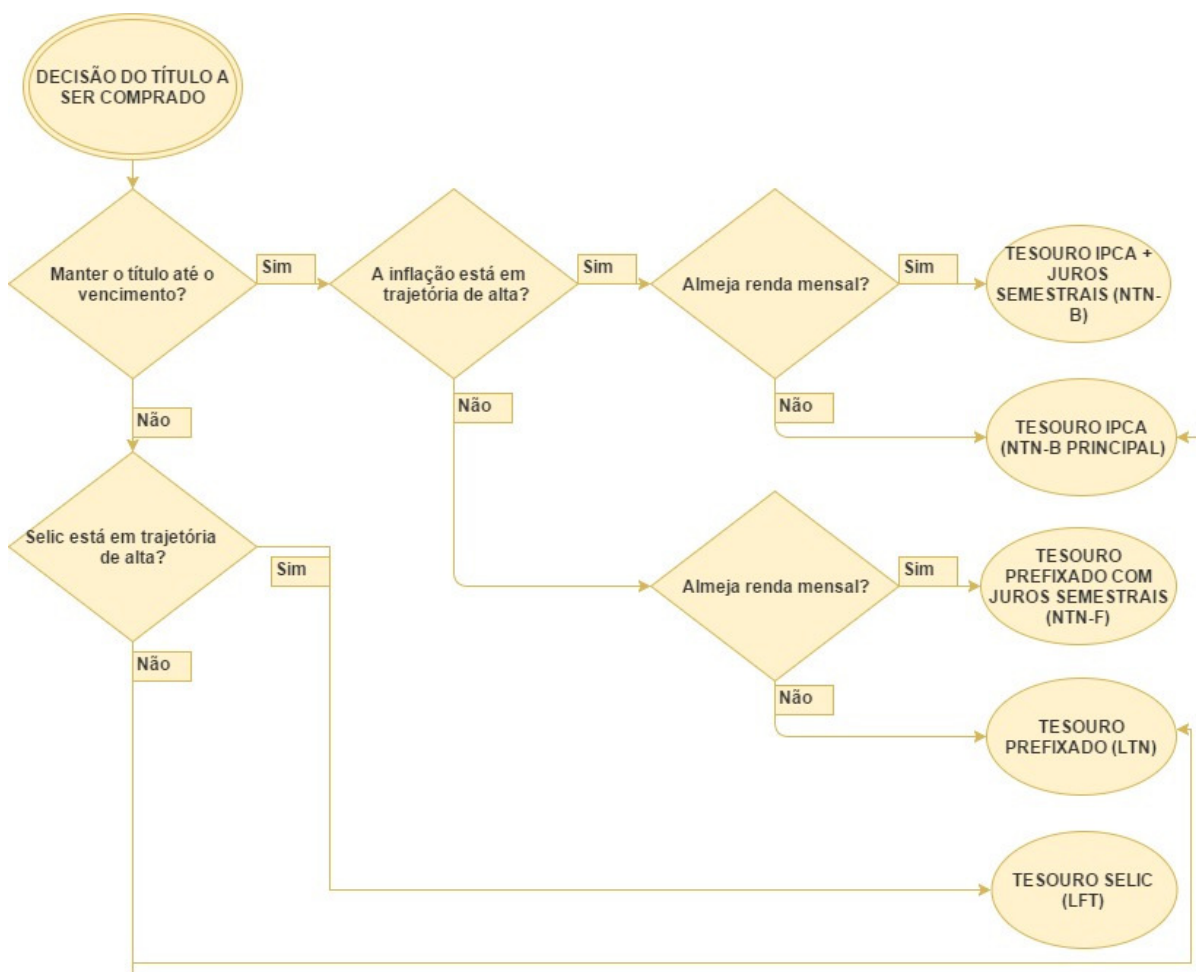 DECISÃO DO TÍTULO A
SER COMPRADO
Manter o título até o
vencimento?
Sim
A inflação está em
trajetória de alta?
Sim
Almeja renda mensal?
Sim
TESOURO IPCA +
JUROS
SEMESTRAIS (NTN-
B)
Não
Não
Não
TESOURO IPCA
(NTN-B PRINCIPAL)
Selic está em trajetória
de alta?
Sim
Almeja renda mensal?
Sim
TESOURO
PREFIXADO COM
JUROS SEMESTRAIS
(NTN-F)
Não
Não
TESOURO
PREFIXADO (LTN)
TESOURO SELIC
(LFT)